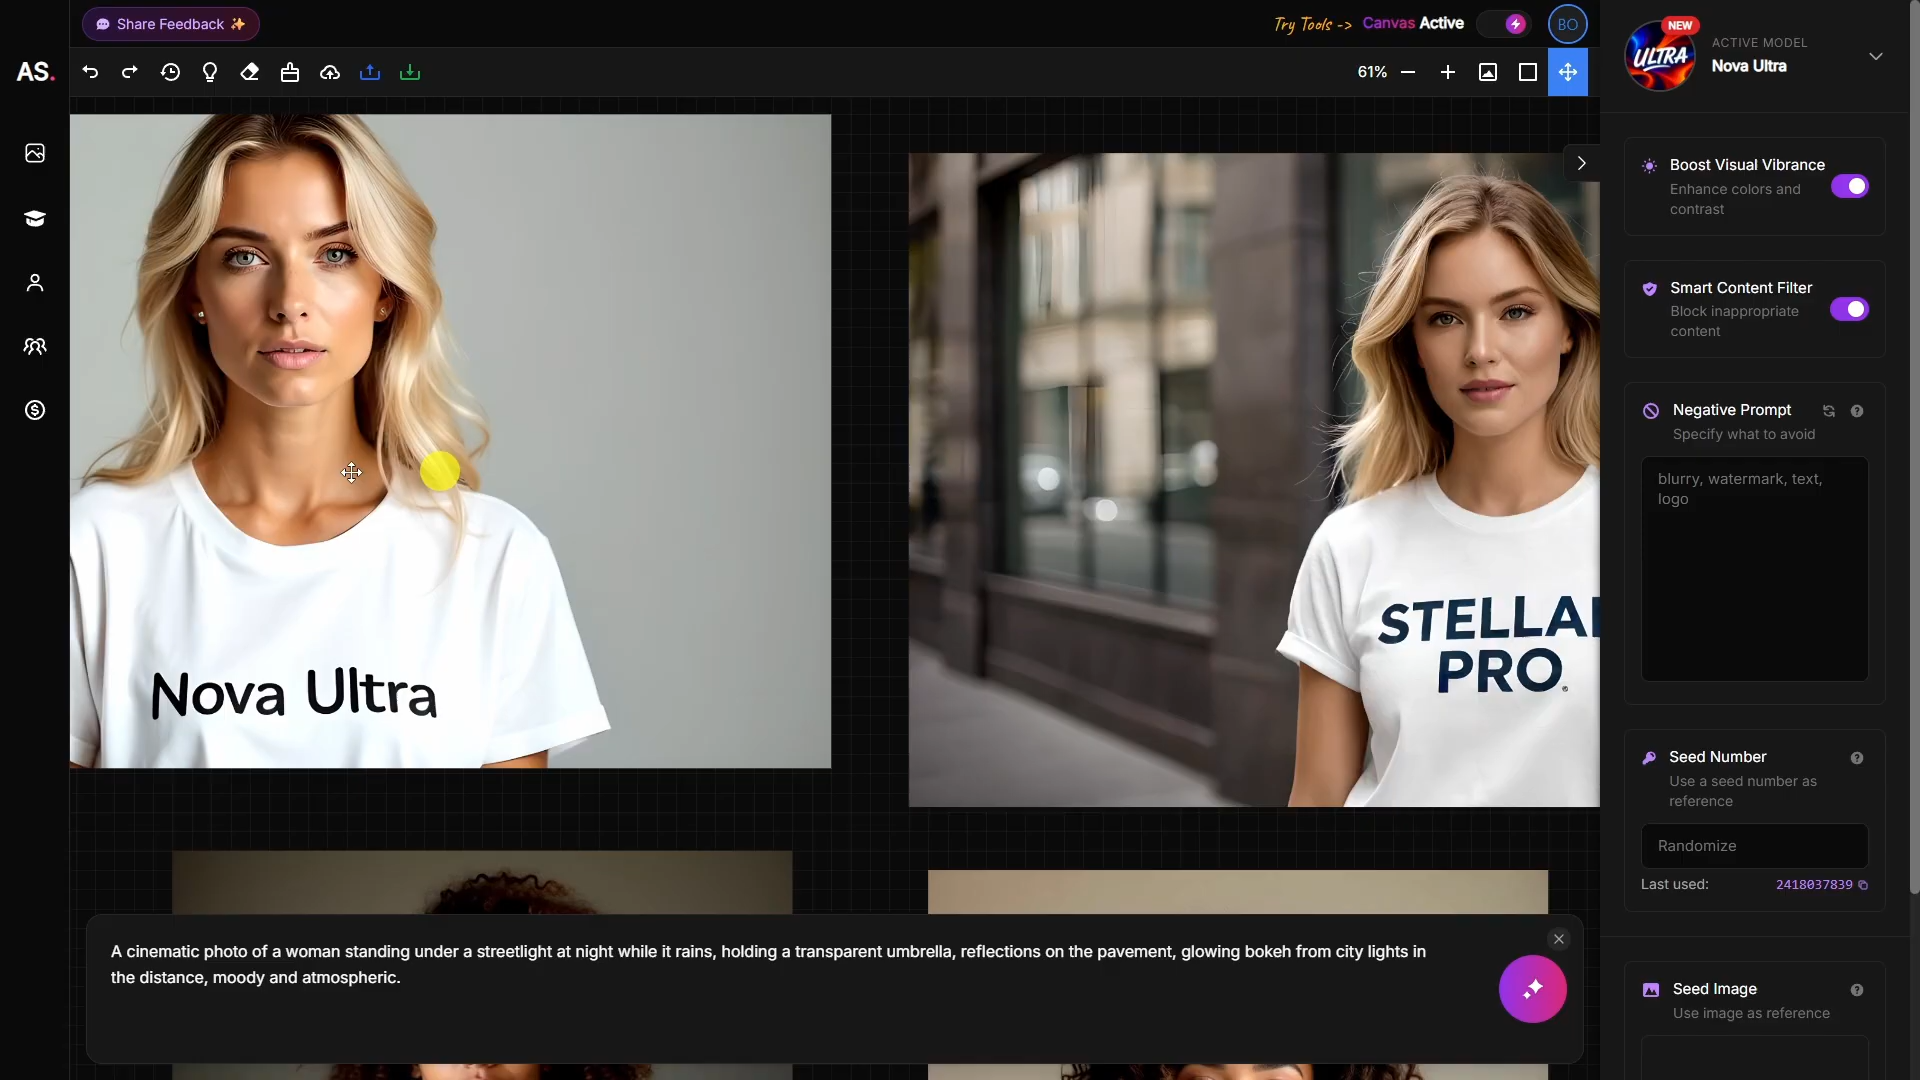 Share Feedback
Try Tools ->
Canvas Active
BO
AS.
61%
NEW
ULTRA
ACTIVE MODEL
Nova Ultra
Boost Visual Vibrance
Enhance colors and
contrast
Smart Content Filter
Block inappropriate
content
Negative Prompt
Specify what to avoid
blurry, watermark, text,
logo
Nova Ultra
STELLA
PRO
Seed Number
Use a seed number as
reference
Randomize
Last used: 2418037839
A cinematic photo of a woman standing under a streetlight at night while it rains, holding a transparent umbrella, reflections on the pavement, glowing bokeh from city lights in
the distance, moody and atmospheric.
Seed Image
Use image as reference